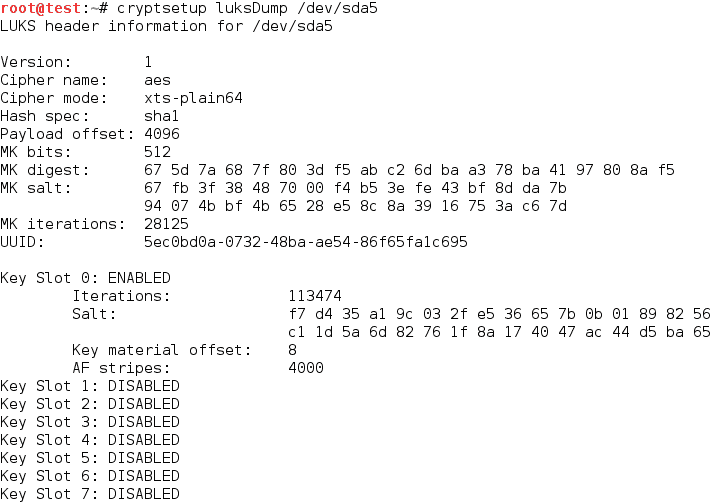 root@test:~# cryptsetup luksDump /dev/sda5
LUKS header information for /dev/sda5

Version:        1
Cipher name:    aes
Cipher mode:    xts-plain64
Hash spec:      sha1
Payload offset: 4096
MK bits:        512
MK digest:      67 5d 7a 68 7f 80 3d f5 ab c2 6d ba a3 78 ba 41 97 80 8a f5
MK salt:        67 fb 3f 38 48 70 00 f4 b5 3e fe 43 bf 8d da 7b
                94 07 4b bf 4b 65 28 e5 8c 8a 39 16 75 3a c6 7d
MK iterations:  28125
UUID:           5ec0bd0a-0732-48ba-ae54-86f65fa1c695

Key Slot 0: ENABLED
        Iterations:             113474
        Salt:                   f7 d4 35 a1 9c 03 2f e5 36 65 7b 0b 01 89 82 56
                                c1 1d 5a 6d 82 76 1f 8a 17 40 47 ac 44 d5 ba 65
        Key material offset:    8
        AF stripes:             4000
Key Slot 1: DISABLED
Key Slot 2: DISABLED
Key Slot 3: DISABLED
Key Slot 4: DISABLED
Key Slot 5: DISABLED
Key Slot 6: DISABLED
Key Slot 7: DISABLED